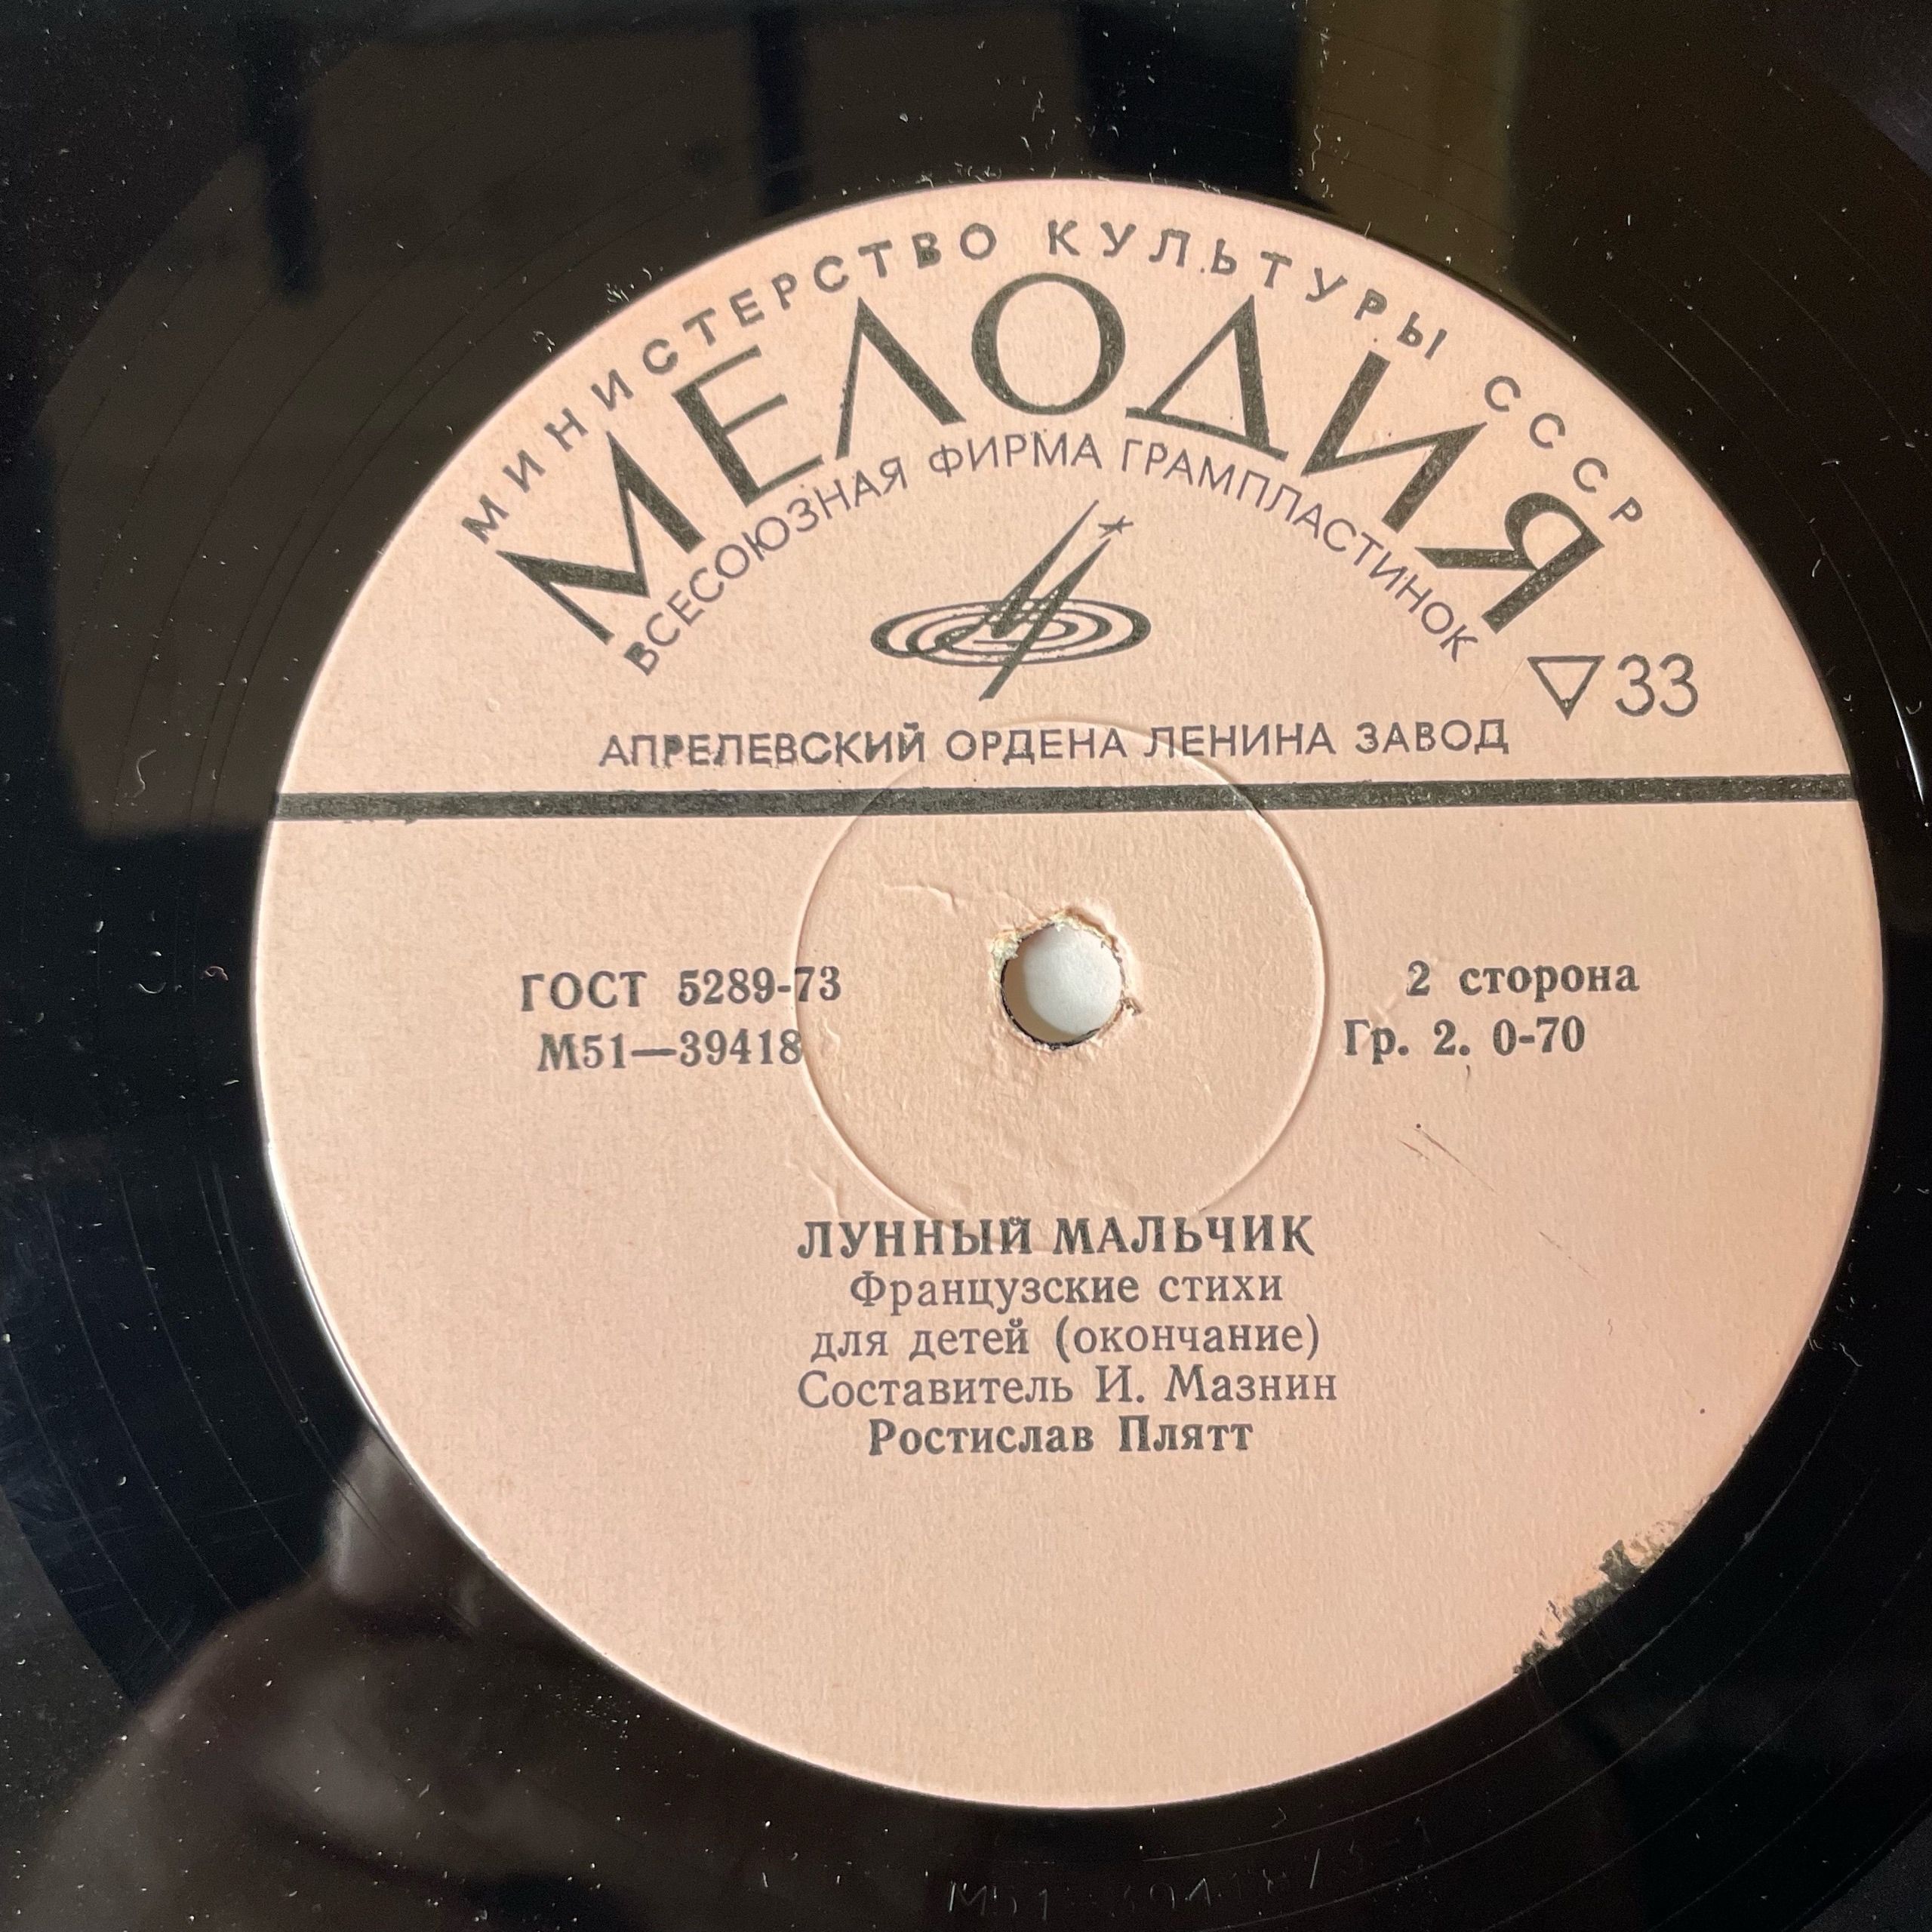 МИНИСТЕРСТВО КУЛЬТУРЫ СССР
МЕЛОДИЯ
ВСЕСОЮЗНАЯ ФИРМА ГРАМПЛАСТИНОК
33
АПРЕЛЕВСКИЙ ОРДЕНА ЛЕНИНА ЗАВОД
ГОСТ 5289-73
М51—39418
2 сторона
Гр. 2. 0-70
ЛУННЫЙ МАЛЬЧИК
Французские стихи
для детей (окончание)
Составитель И. Мазнин
Ростислав Плятт